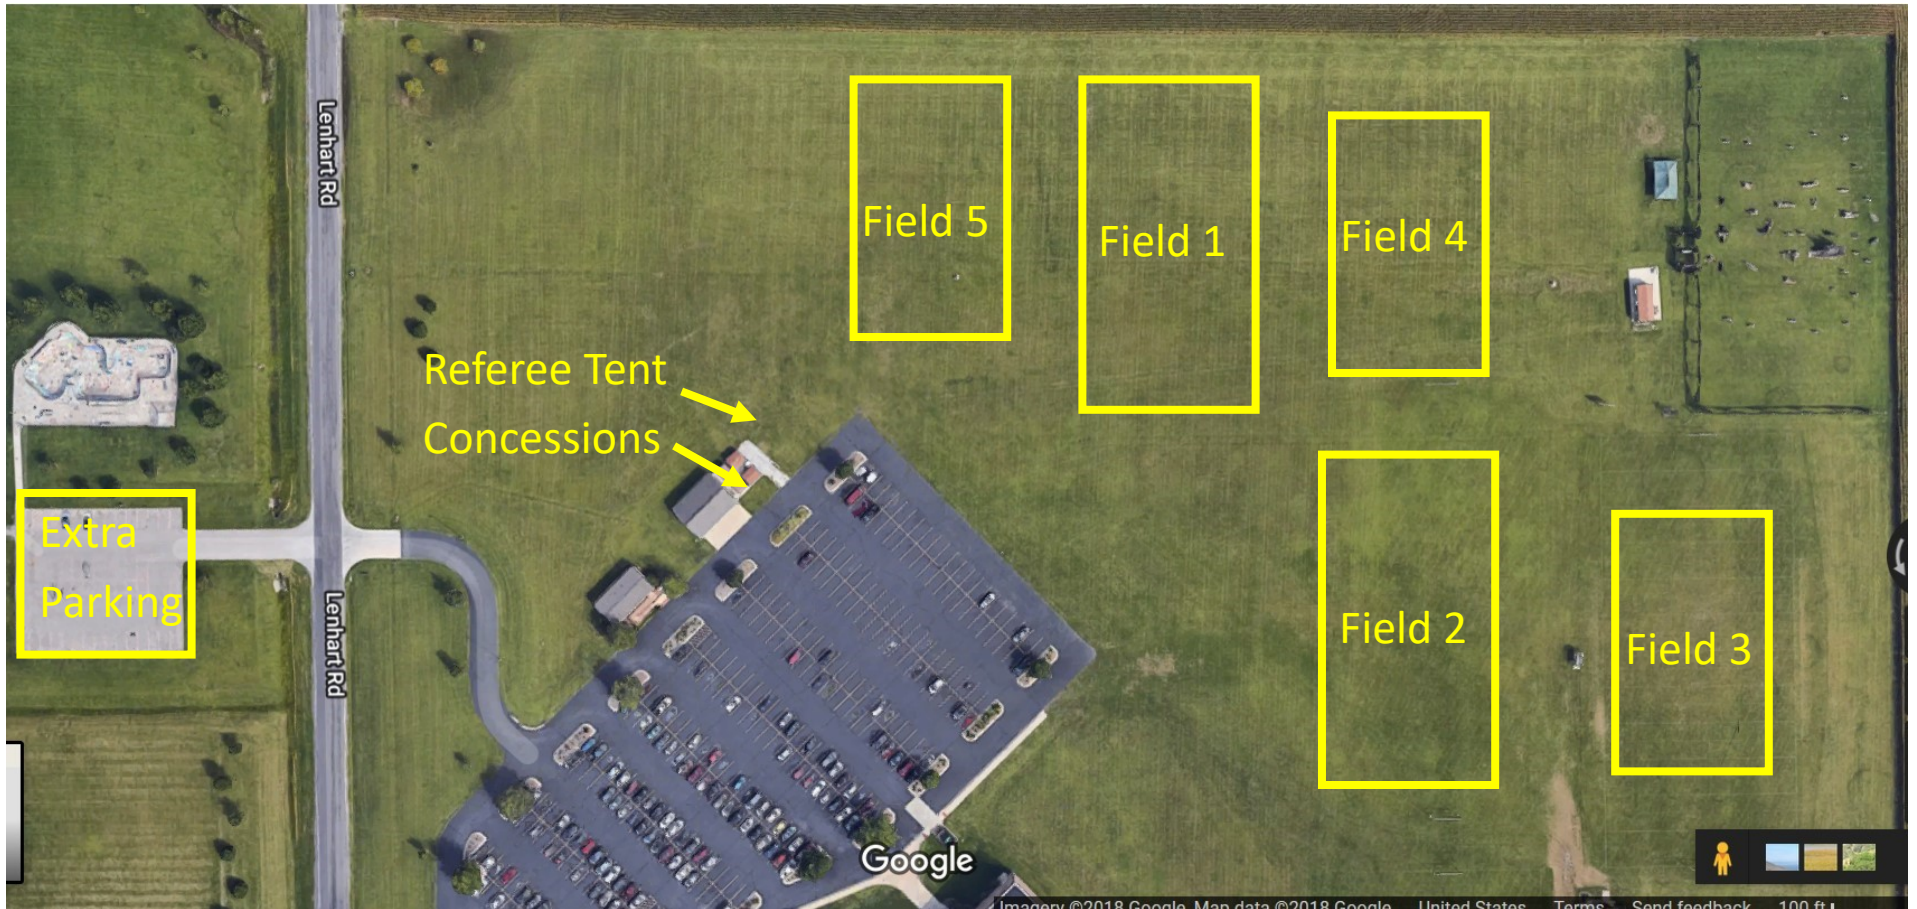 Lenhart Rd
Field 5
Field 1
Field 4
Referee Tent
Concessions
Extra
Parking
Lenhart Rd
Field 2
Field 3
Google
Imagery ©2018 Google, Map data ©2018 Google United States Terms Send feedback 100 ft